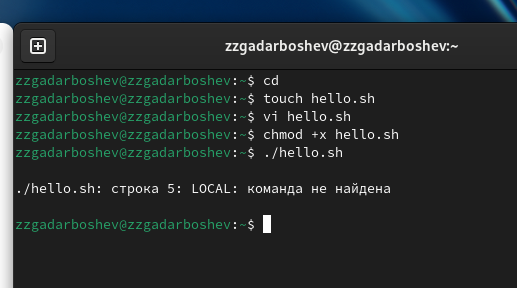 zzgadarboshev@zzgadarboshev:~
zzgadarboshev@zzgadarboshev:~$ cd
zzgadarboshev@zzgadarboshev:~$ touch hello.sh
zzgadarboshev@zzgadarboshev:~$ vi hello.sh
zzgadarboshev@zzgadarboshev:~$ chmod +x hello.sh
zzgadarboshev@zzgadarboshev:~$ ./hello.sh
./hello.sh: строка 5: LOCAL: команда не найдена
zzgadarboshev@zzgadarboshev:~$